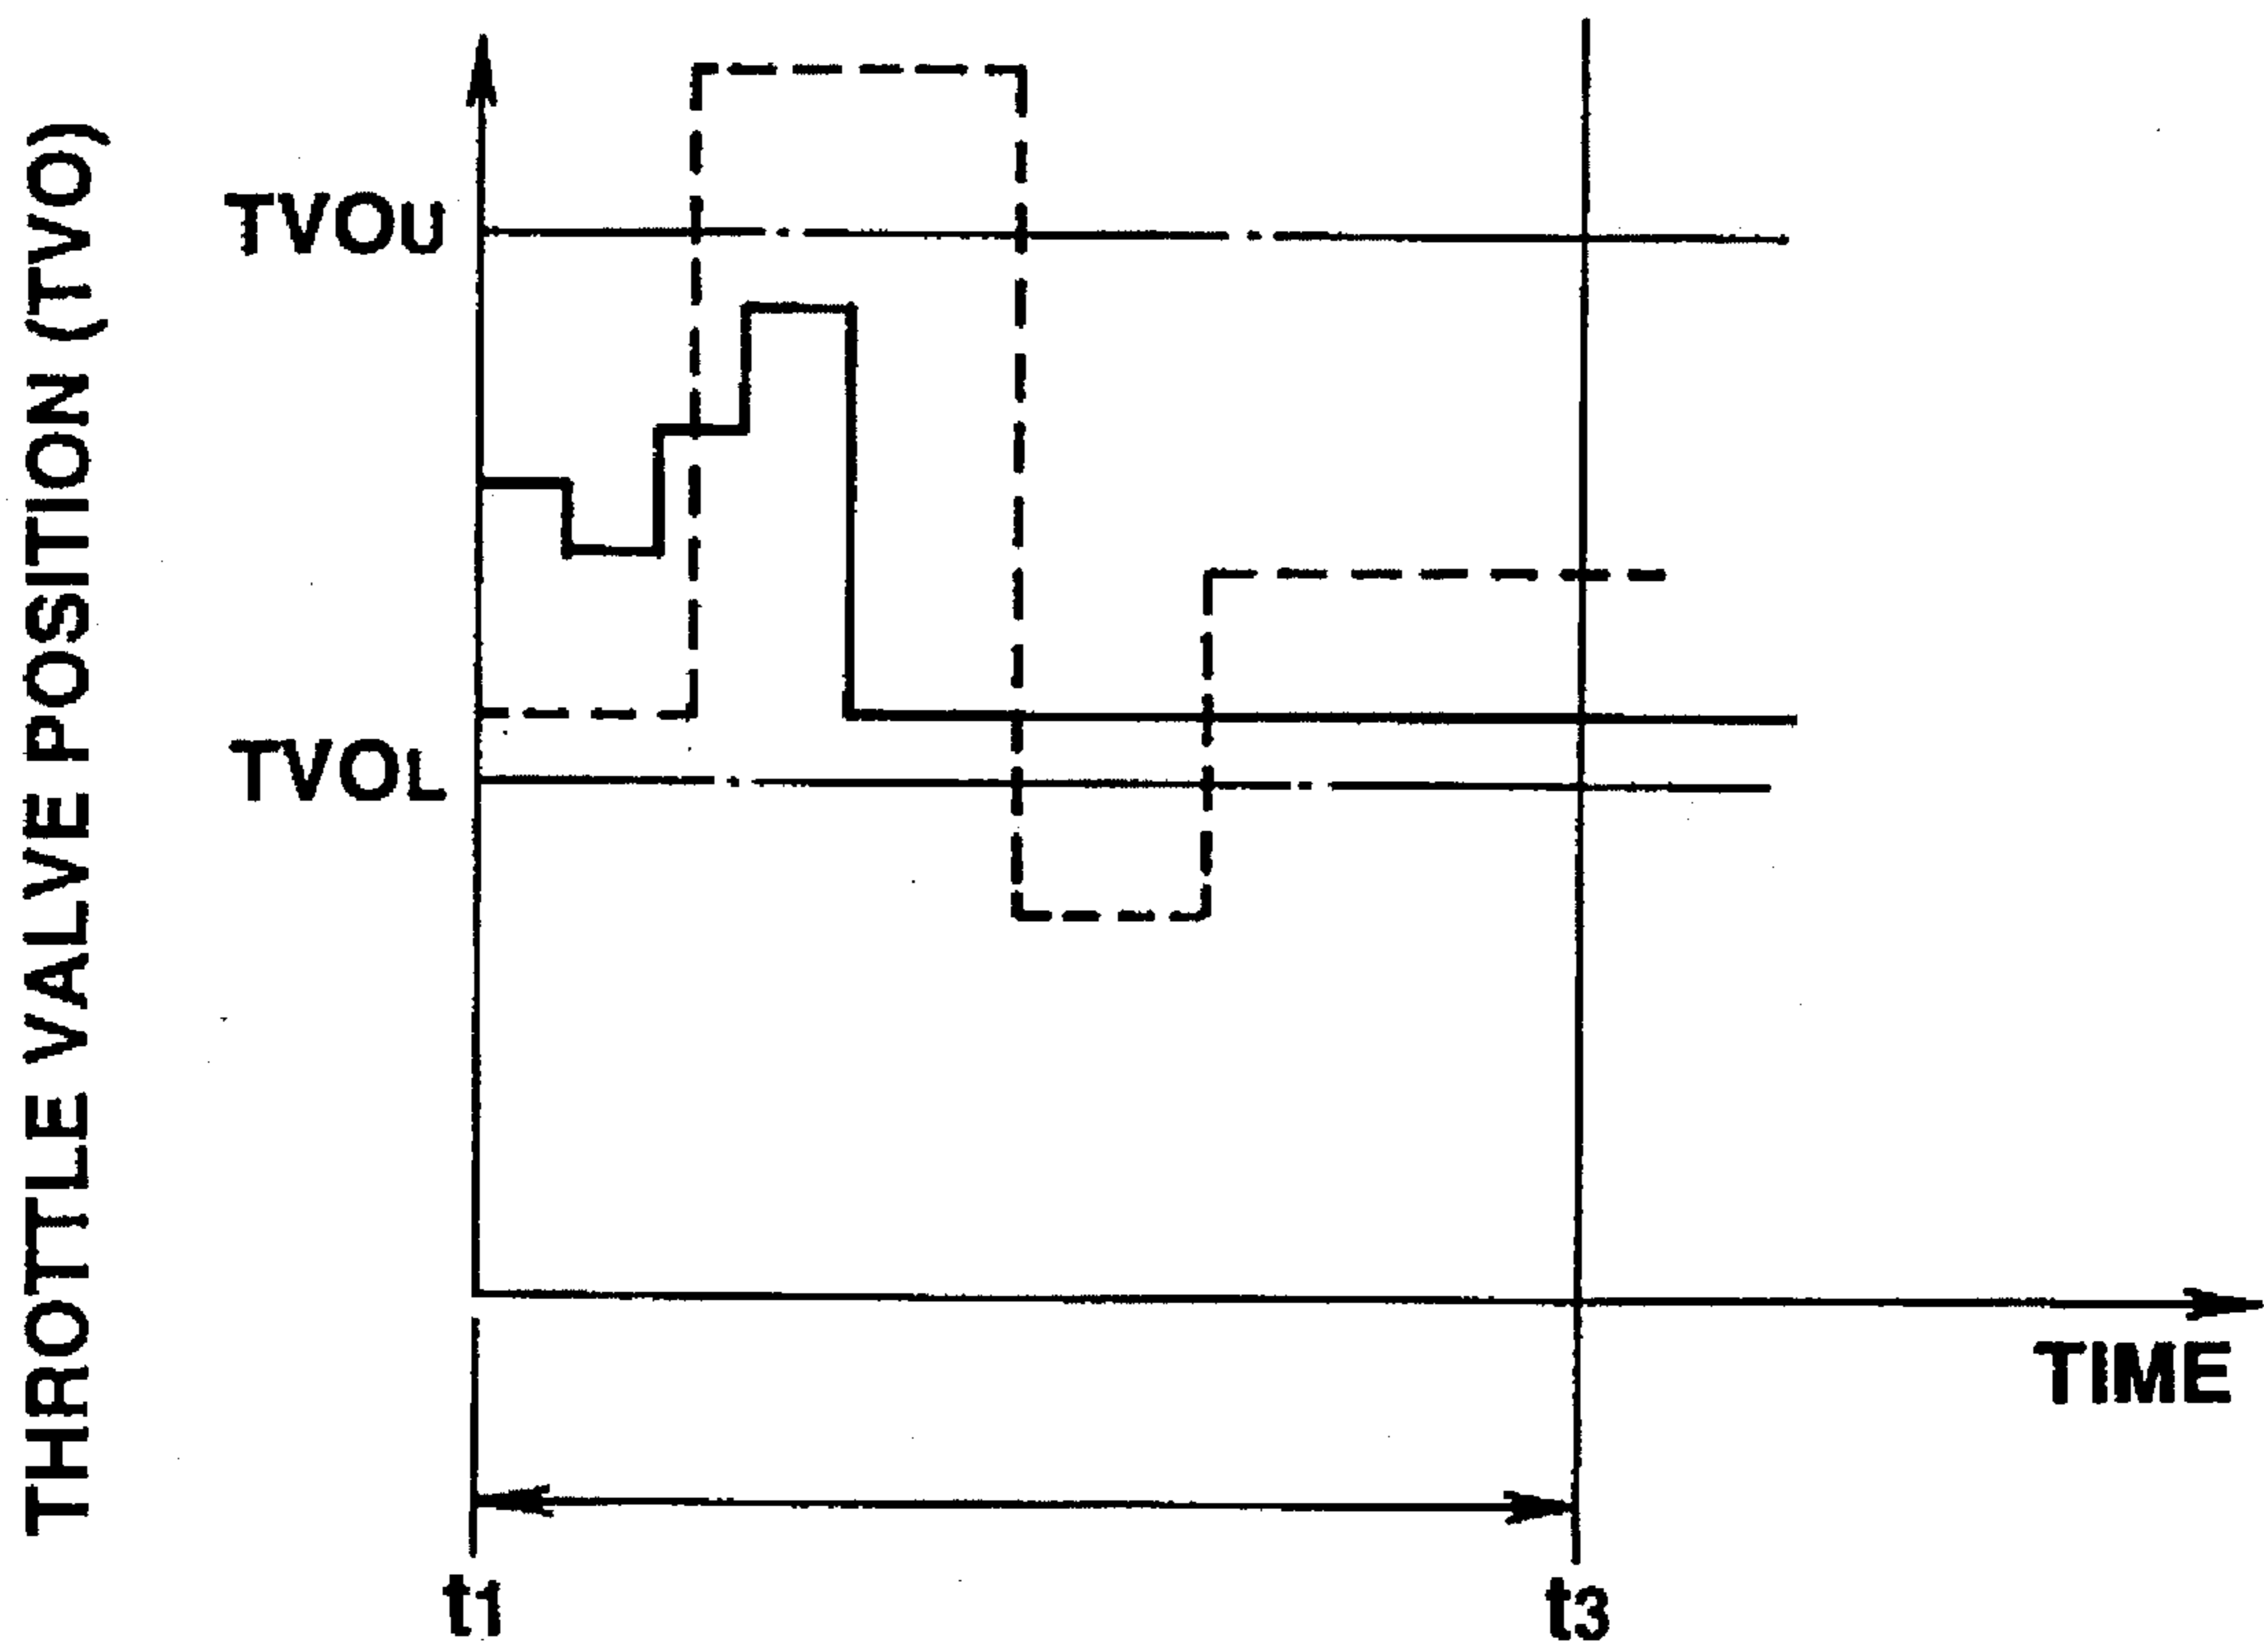 THROTTLE VALVE POSITION (TVO)
TVOU
TVOL
TIME
t1
t3